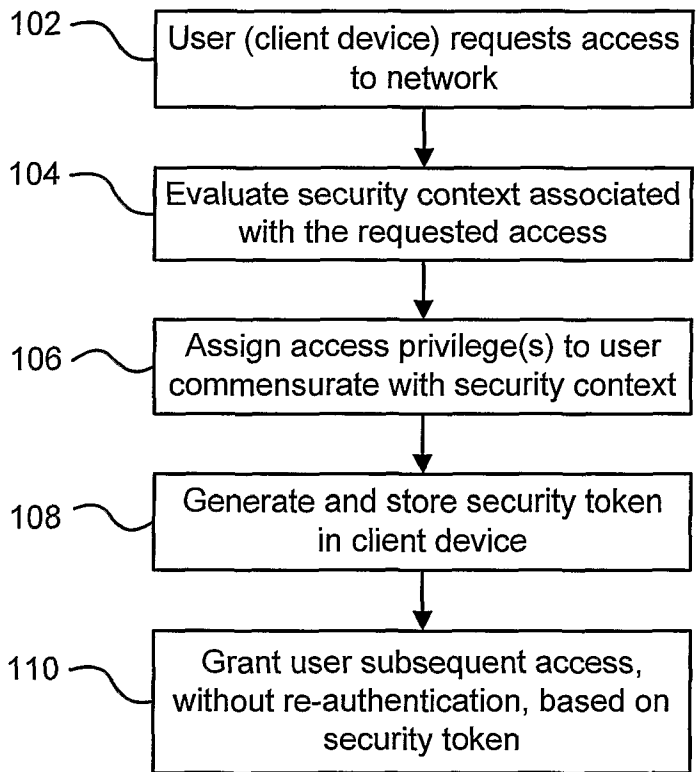 102
User (client device) requests access
to network
104
Evaluate security context associated
with the requested access
106
Assign access privilege(s) to user
commensurate with security context
108
Generate and store security token
in client device
110
Grant user subsequent access,
without re-authentication, based on
security token